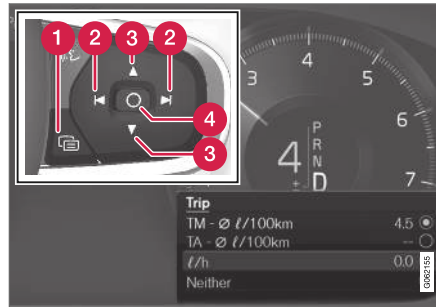 1
2
3
2
4
3
3
4
5
6
7
4
P
R
N
± D
Trip
TM - Ø ℓ/100km 4.5
TA - Ø ℓ/100km --
ℓ/h 0.0
Neither
G062155